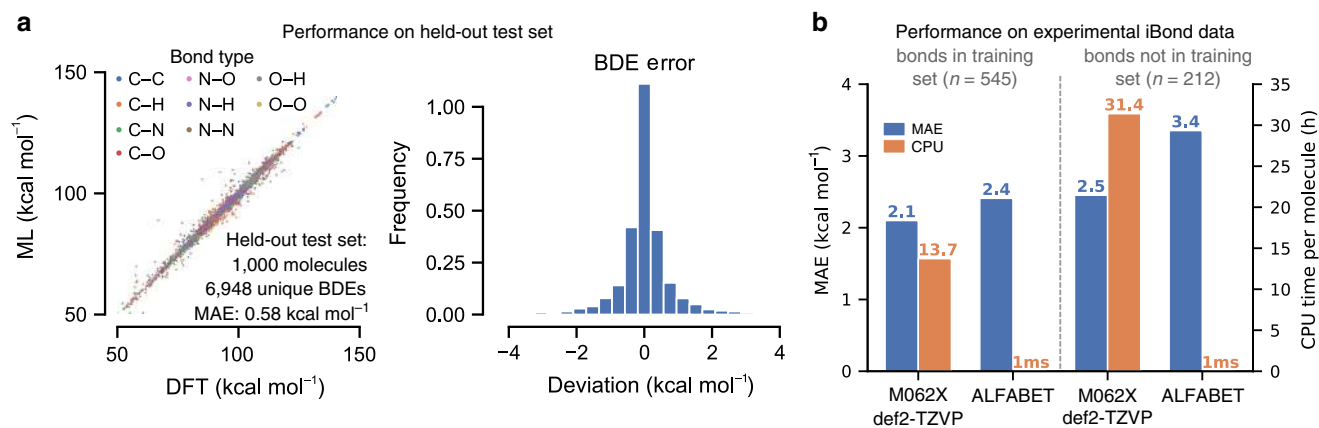 a
Performance on held-out test set
Bond type
C–C
N–O
O–H
C–H
N–H
O–O
C–N
N–N
C–O
150
100
50
ML (kcal mol⁻¹)
Held-out test set:
1,000 molecules
6,948 unique BDEs
MAE: 0.58 kcal mol⁻¹
50
100
150
DFT (kcal mol⁻¹)
BDE error
1.00
0.75
0.50
0.25
0.00
Frequency
−4
−2
0
2
4
Deviation (kcal mol⁻¹)
b
Performance on experimental iBond data
bonds in training
set (n = 545)
bonds not in training
set (n = 212)
4
3
2
1
0
MAE (kcal mol⁻¹)
MAE
CPU
2.1
13.7
2.4
1ms
2.5
31.4
3.4
1ms
35
30
25
20
15
10
5
0
CPU time per molecule (h)
M062X
def2-TZVP
ALFABET
M062X
def2-TZVP
ALFABET